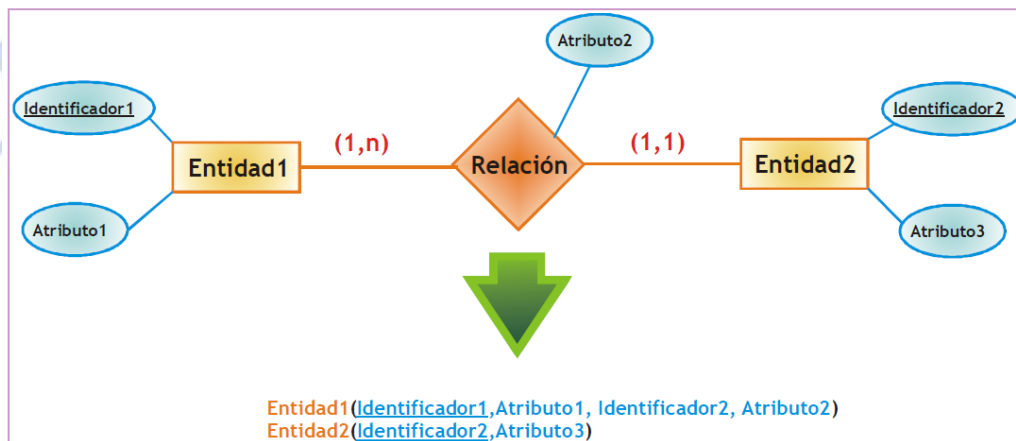 Atributo2
Identificador1
Identificador2
(1,n)
(1,1)
Entidad1
Relación
Entidad2
Atributo1
Atributo3
Entidad1(Identificador1,Atributo1, Identificador2, Atributo2)
Entidad2(Identificador2,Atributo3)